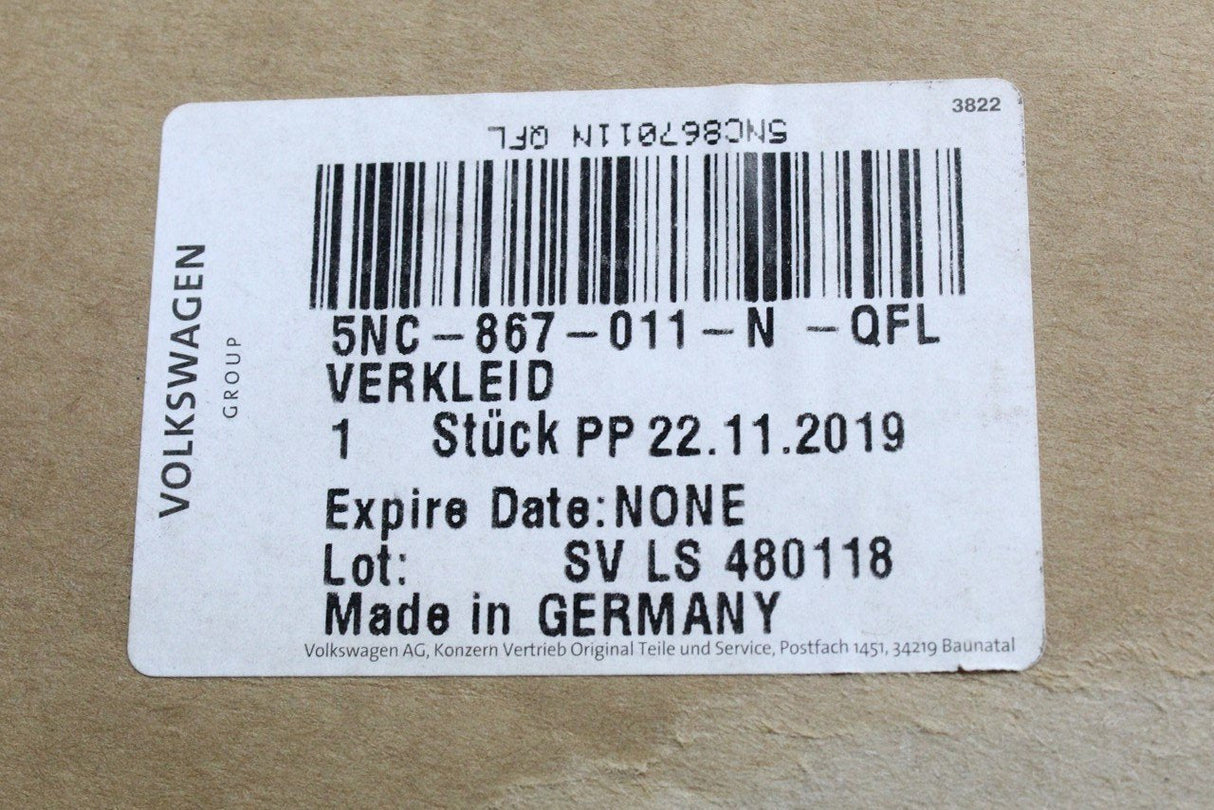 3822
5NC867011N QFL
5NC-867-011-N -QFL
VERKLEID
1 Stück PP 22.11.2019
Expire Date:NONE
Lot: SV LS 480118
Made in GERMANY
Volkswagen AG, Konzern Vertrieb Original Teile und Service, Postfach 1451, 34219 Baunatal
VOLKSWAGEN
GROUP